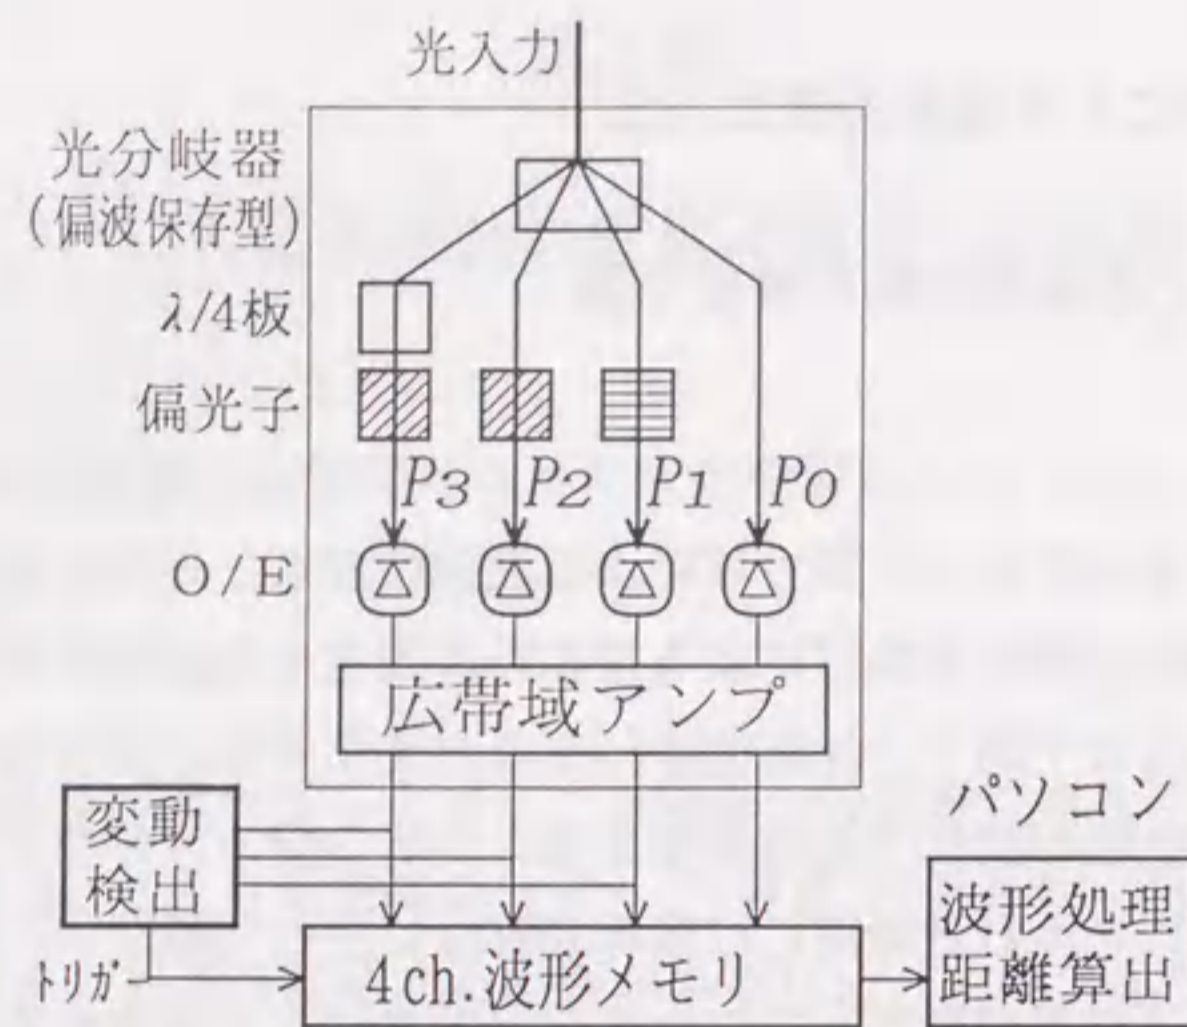 光入力
光分岐器
(偏波保存型)
λ/4板
偏光子
P3 P2 P1 P0
O/E
広帯域アンプ
変動
検出
トリガ
4ch.波形メモリ
パソコン
波形処理
距離算出